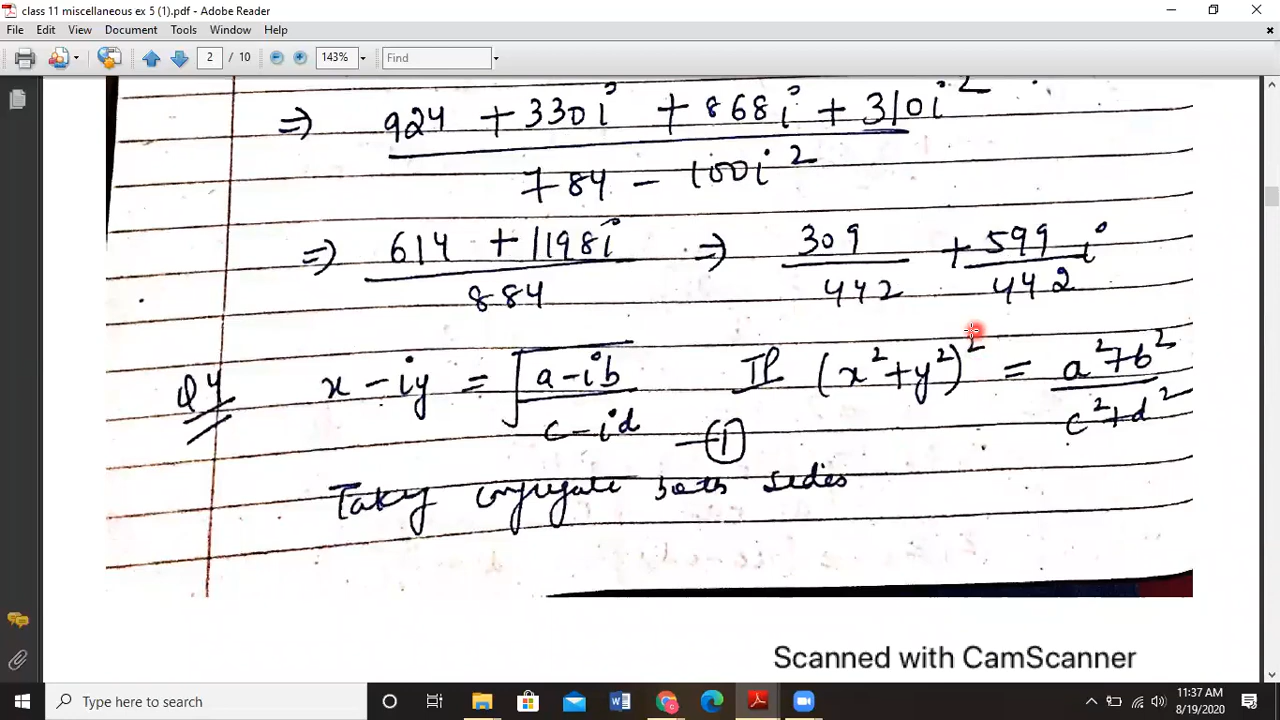 class 11 miscellaneous ex 5 (1).pdf - Adobe Reader
File Edit View Document Tools Window Help
2 / 10 143% Find
⇒ 924 + 330i + 868i + 310i²
784 - 100i²
⇒ 614 + 1198i ⇒ 309 + 599 i
884 442 442
Q4 x - iy = √ a - ib If (x² + y²)² = a² + b²
c - id c² + d²
- ①
Taking conjugate both sides
Scanned with CamScanner
Type here to search
11:37 AM
8/19/2020